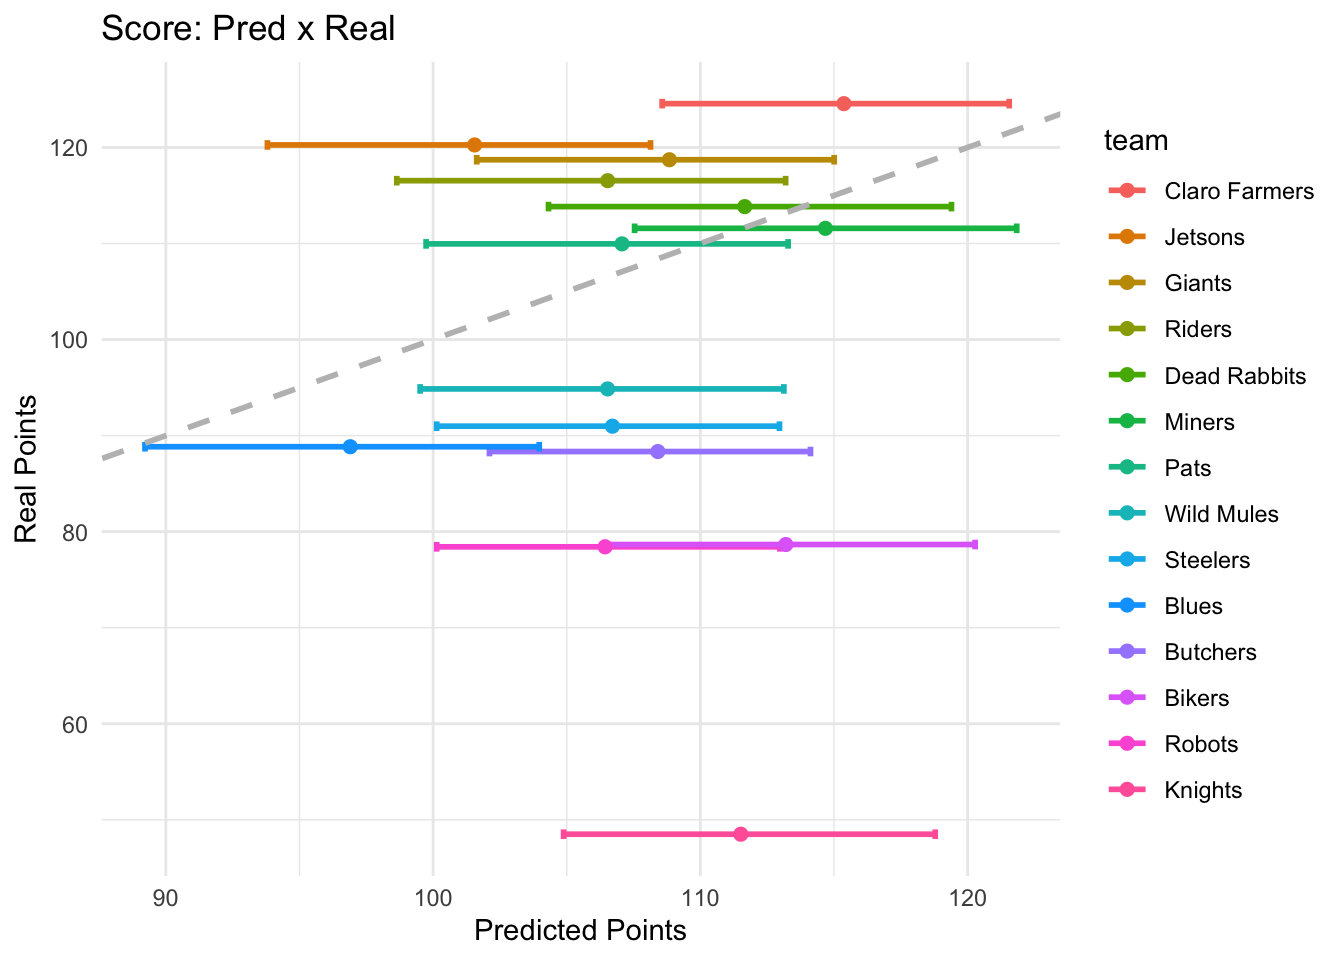 Score: Pred x Real
Real Points
120
100
80
60
90 100 110 120
Predicted Points
team
Claro Farmers
Jetsons
Giants
Riders
Dead Rabbits
Miners
Pats
Wild Mules
Steelers
Blues
Butchers
Bikers
Robots
Knights